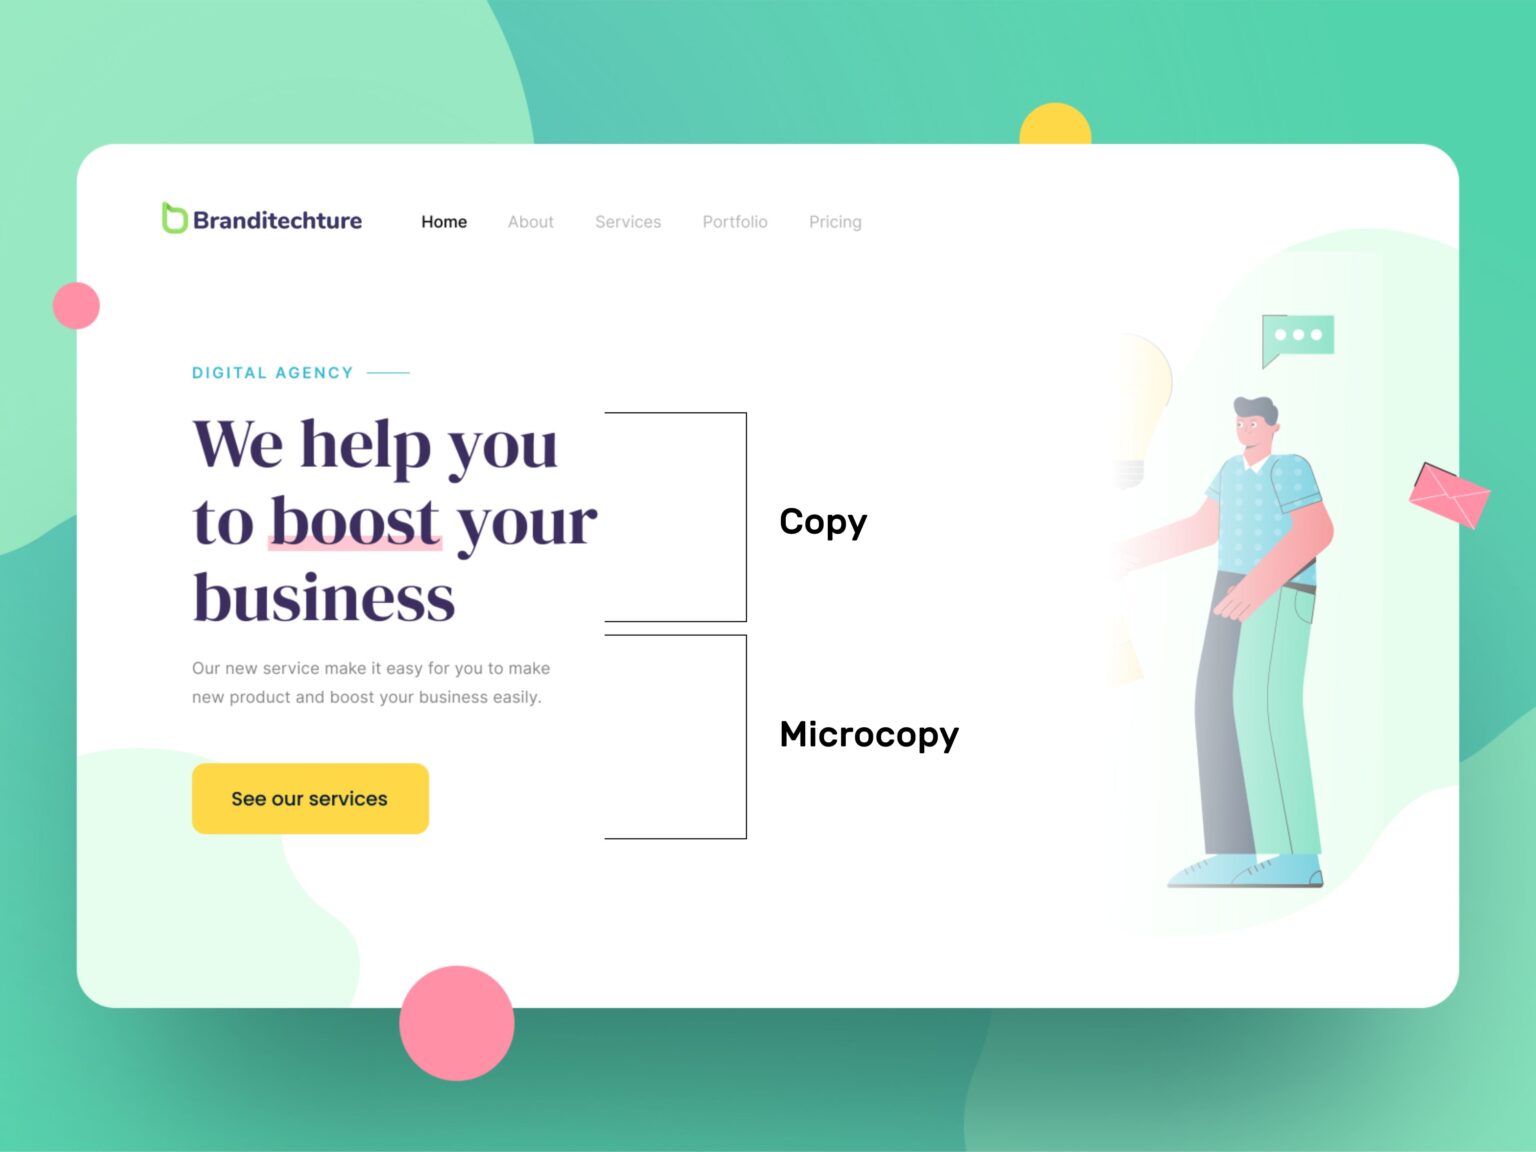 Branditechture
Home About Services Portfolio Pricing
DIGITAL AGENCY
We help you
to boost your
business
Copy
Our new service make it easy for you to make
new product and boost your business easily.
Microcopy
See our services